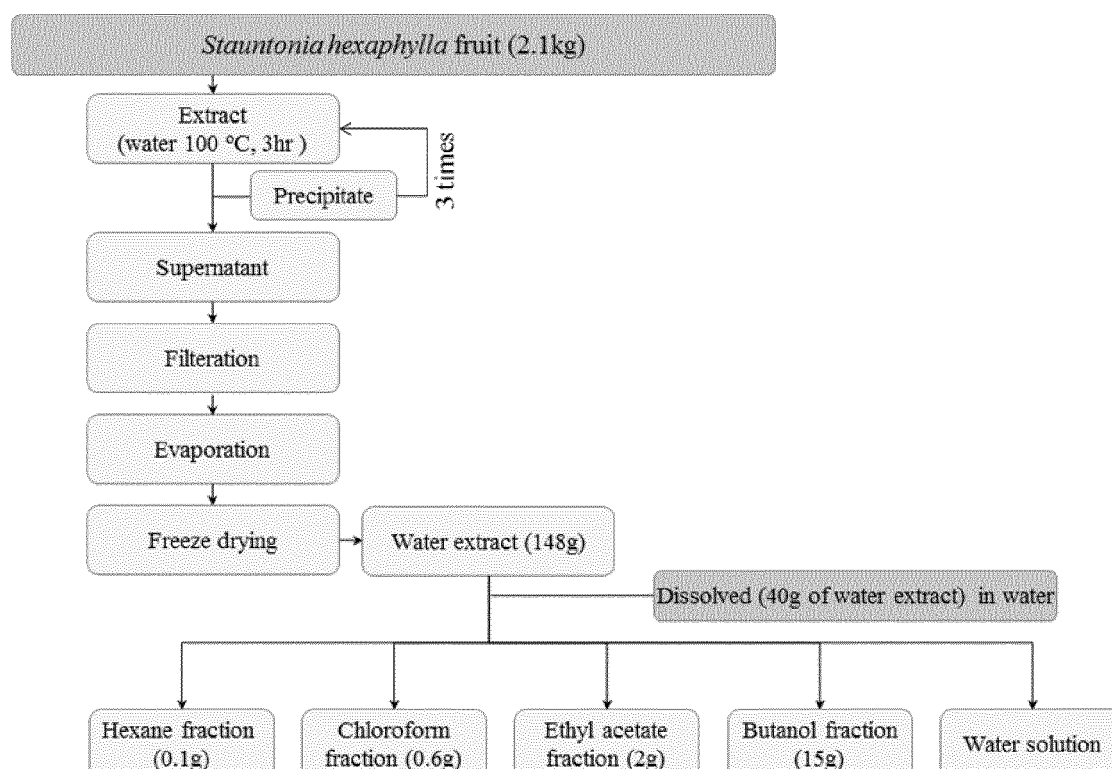 Stauntonia hexaphylla fruit (2.1kg)
Extract
(water 100 °C, 3hr )
Precipitate
3 times
Supernatant
Filteration
Evaporation
Freeze drying
Water extract (148g)
Dissolved (40g of water extract) in water
Hexane fraction
(0.1g)
Chloroform
fraction (0.6g)
Ethyl acetate
fraction (2g)
Butanol fraction
(15g)
Water solution